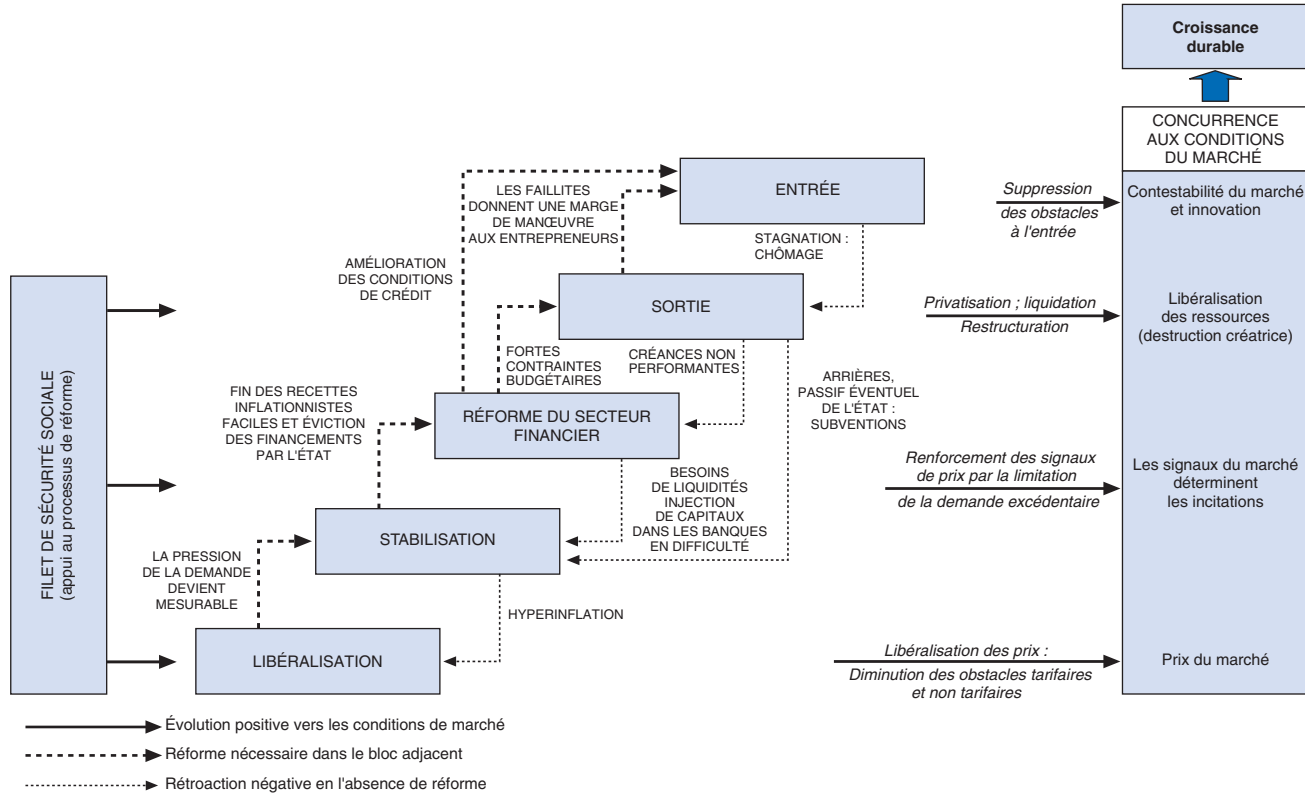 Croissance
durable
CONCURRENCE
AUX CONDITIONS
DU MARCHÉ
ENTRÉE
Suppression
des obstacles
à l'entrée
Contestabilité du marché
et innovation
LES FAILLITES
DONNENT UNE MARGE
DE MANŒUVRE
AUX ENTREPRENEURS
STAGNATION :
CHÔMAGE
AMÉLIORATION
DES CONDITIONS
DE CRÉDIT
SORTIE
Privatisation ; liquidation
Restructuration
Libéralisation
des ressources
(destruction créatrice)
FORTES
CONTRAINTES
BUDGÉTAIRES
CRÉANCES NON
PERFORMANTES
ARRIÈRES,
PASSIF ÉVENTUEL
DE L'ÉTAT :
SUBVENTIONS
FIN DES RECETTES
INFLATIONNISTES
FACILES ET ÉVICTION
DES FINANCEMENTS
PAR L'ÉTAT
RÉFORME DU SECTEUR
FINANCIER
FILET DE SÉCURITÉ SOCIALE
(appui au processus de réforme)
Renforcement des signaux
de prix par la limitation
de la demande excédentaire
Les signaux du marché
déterminent
les incitations
BESOINS
DE LIQUIDITÉS
INJECTION
DE CAPITAUX
DANS LES BANQUES
EN DIFFICULTÉ
STABILISATION
LA PRESSION
DE LA DEMANDE
DEVIENT
MESURABLE
HYPERINFLATION
LIBÉRALISATION
Libéralisation des prix :
Diminution des obstacles tarifaires
et non tarifaires
Prix du marché
Évolution positive vers les conditions de marché
Réforme nécessaire dans le bloc adjacent
Rétroaction négative en l'absence de réforme